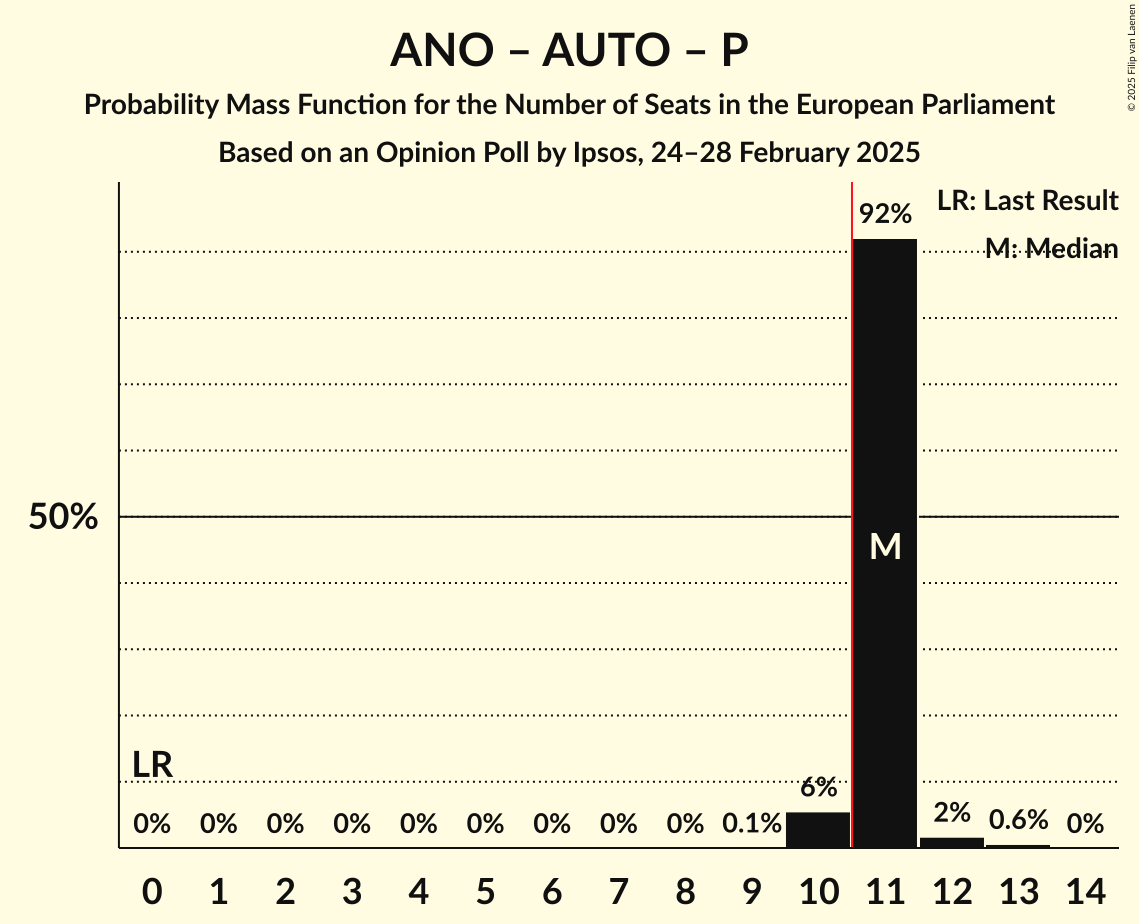 ANO – AUTO – P
Probability Mass Function for the Number of Seats in the European Parliament
Based on an Opinion Poll by Ipsos, 24–28 February 2025
© 2025 Filip van Laenen
LR: Last Result
M: Median
92%
50%
M
LR
0% 0% 0% 0% 0% 0% 0% 0% 0% 0.1% 6% 2% 0.6% 0%
0 1 2 3 4 5 6 7 8 9 10 11 12 13 14